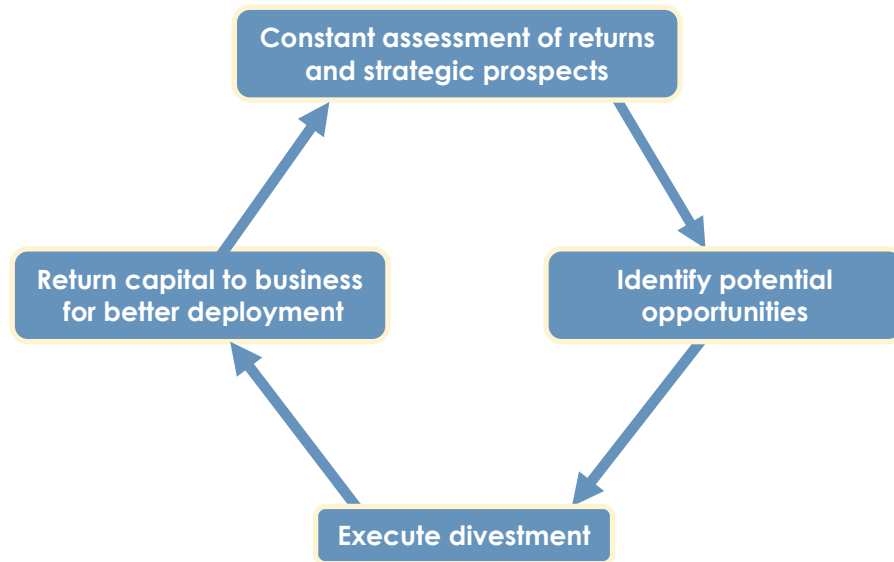 Constant assessment of returns
and strategic prospects
Return capital to business
for better deployment
Identify potential
opportunities
Execute divestment